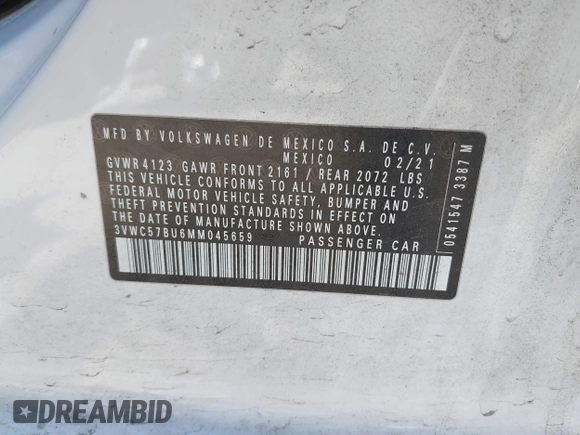 MFD BY VOLKSWAGEN DE MEXICO S.A. DE C.V.
MEXICO 02/21
GVWR 4123 GAWR FRONT 2161 / REAR 2072 LBS
THIS VEHICLE CONFORMS TO ALL APPLICABLE U.S.
FEDERAL MOTOR VEHICLE SAFETY, BUMPER AND
THEFT PREVENTION STANDARDS IN EFFECT ON
THE DATE OF MANUFACTURE SHOWN ABOVE.
3VWC57BU6MM045659 PASSENGER CAR
0541547 3387 M
DREAMBID